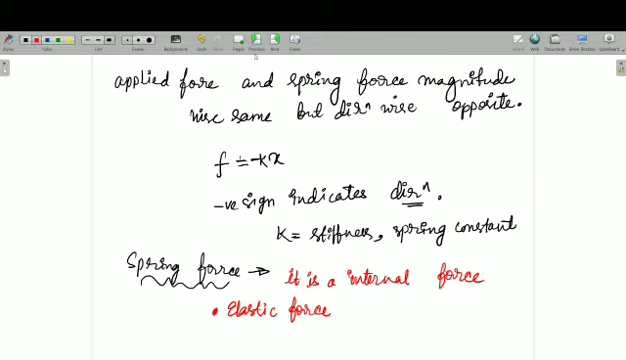 applied fore and spring force magnitude
wise same but dirⁿ wise opposite.
f = -kx
-ve sign indicates dirⁿ.
K = stiffness, spring constant
Spring force → it is a internal force
• Elastic force